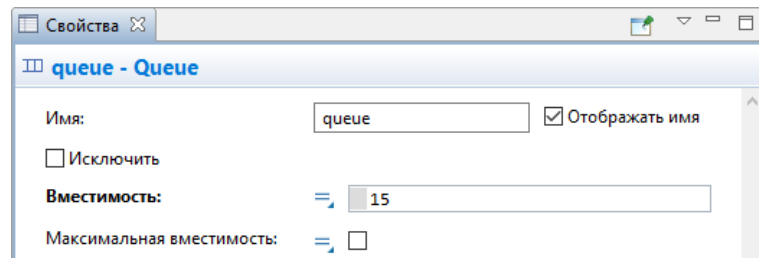 Свойства
queue - Queue
Имя: queue Отображать имя
Исключить
Вместимость: 15
Максимальная вместимость: